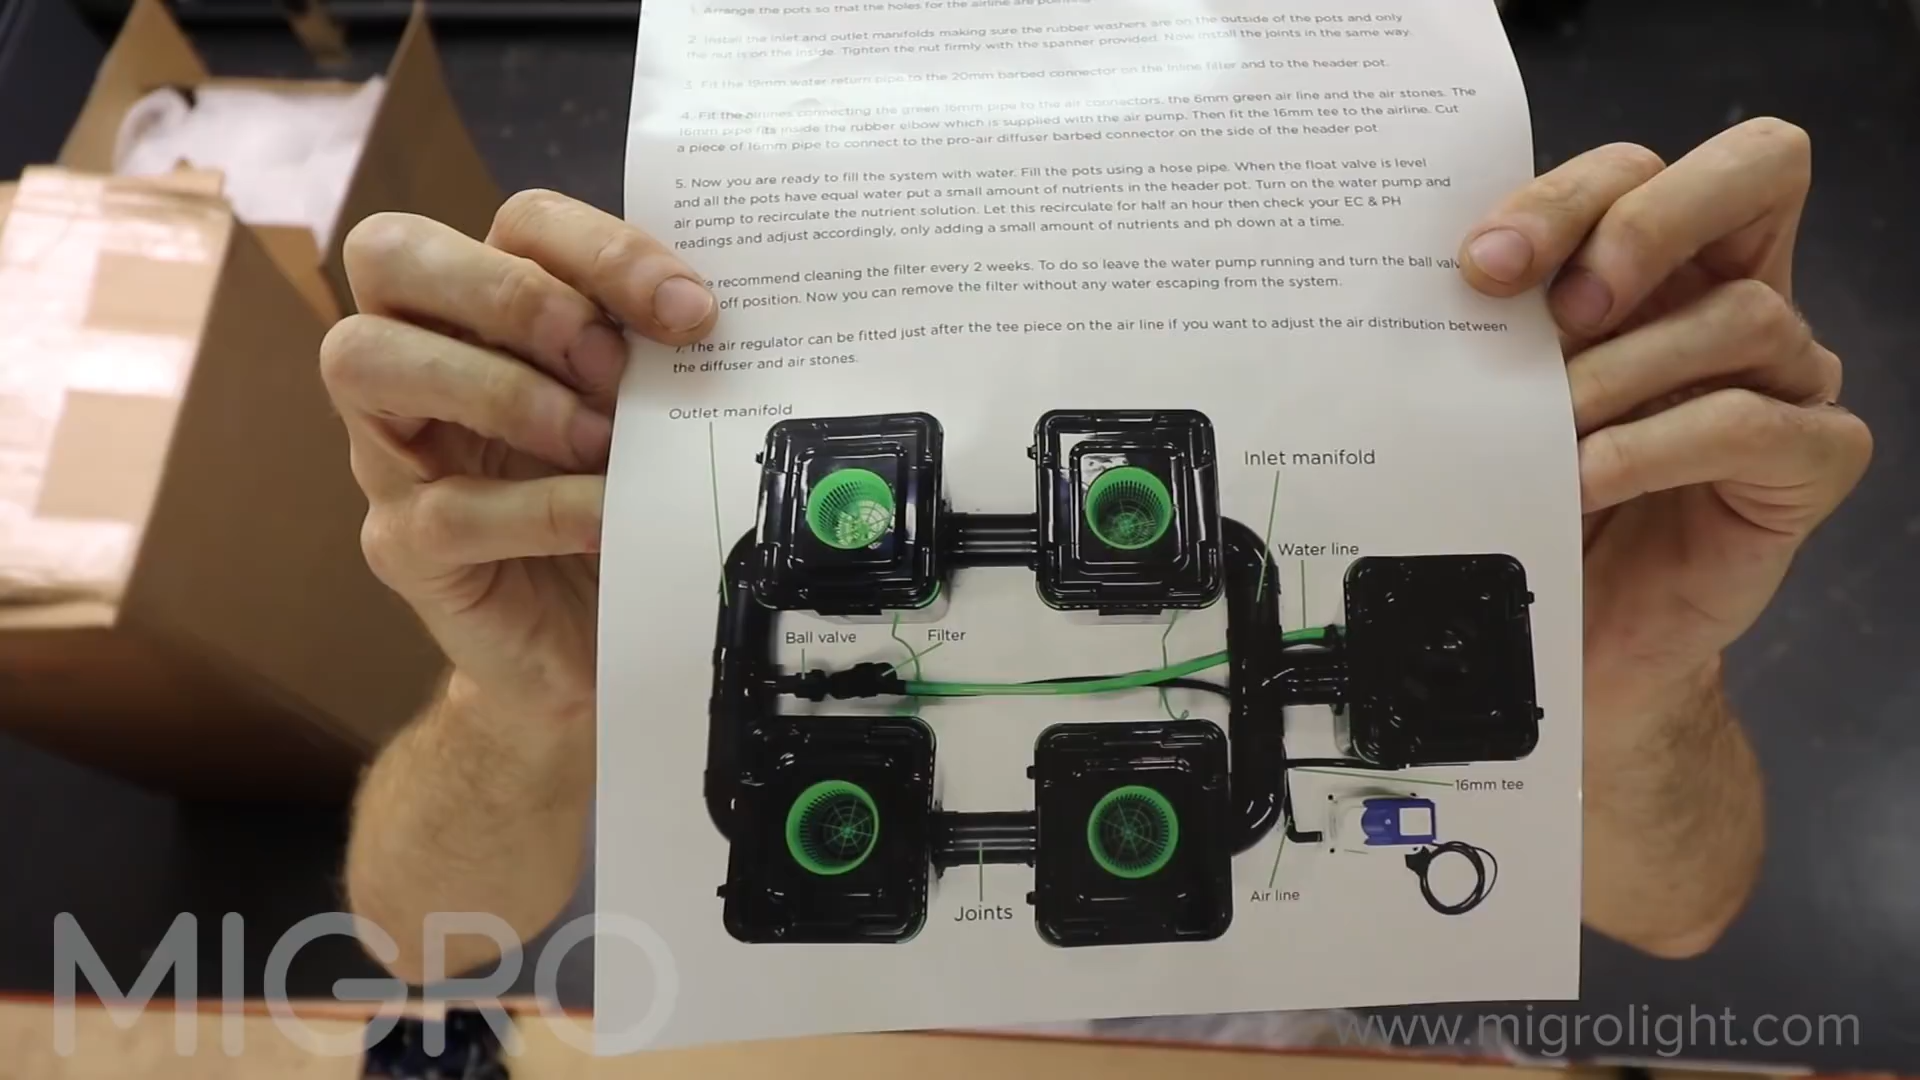 1. Arrange the pots so that the holes for the airline are
2. Install the inlet and outlet manifolds making sure the rubber washers are on the outside of the pots and only
the nut is on the inside. Tighten the nut firmly with the spanner provided. Now install the joints in the same way.
3. Fit the 19mm water return pipe to the 20mm barbed connector on the inline filter and to the header pot.
4. Fit the airlines connecting the green 16mm pipe to the air connectors, the 6mm green air line and the air stones. The
16mm pipe fits inside the rubber elbow which is supplied with the air pump. Then fit the 16mm tee to the airline. Cut
a piece of 16mm pipe to connect to the pro-air diffuser barbed connector on the side of the header pot.
5. Now you are ready to fill the system with water. Fill the pots using a hose pipe. When the float valve is level
and all the pots have equal water put a small amount of nutrients in the header pot. Turn on the water pump and
air pump to recirculate the nutrient solution. Let this recirculate for half an hour then check your EC & PH
readings and adjust accordingly, only adding a small amount of nutrients and ph down at a time.
recommend cleaning the filter every 2 weeks. To do so leave the water pump running and turn the ball
off position. Now you can remove the filter without any water escaping from the system.
7. The air regulator can be fitted just after the tee piece on the air line if you want to adjust the air distribution between
the diffuser and air stones.
Outlet manifold
Inlet manifold
Water line
Ball valve
Filter
16mm tee
Air line
Joints
MIGRO
www.migrolight.com